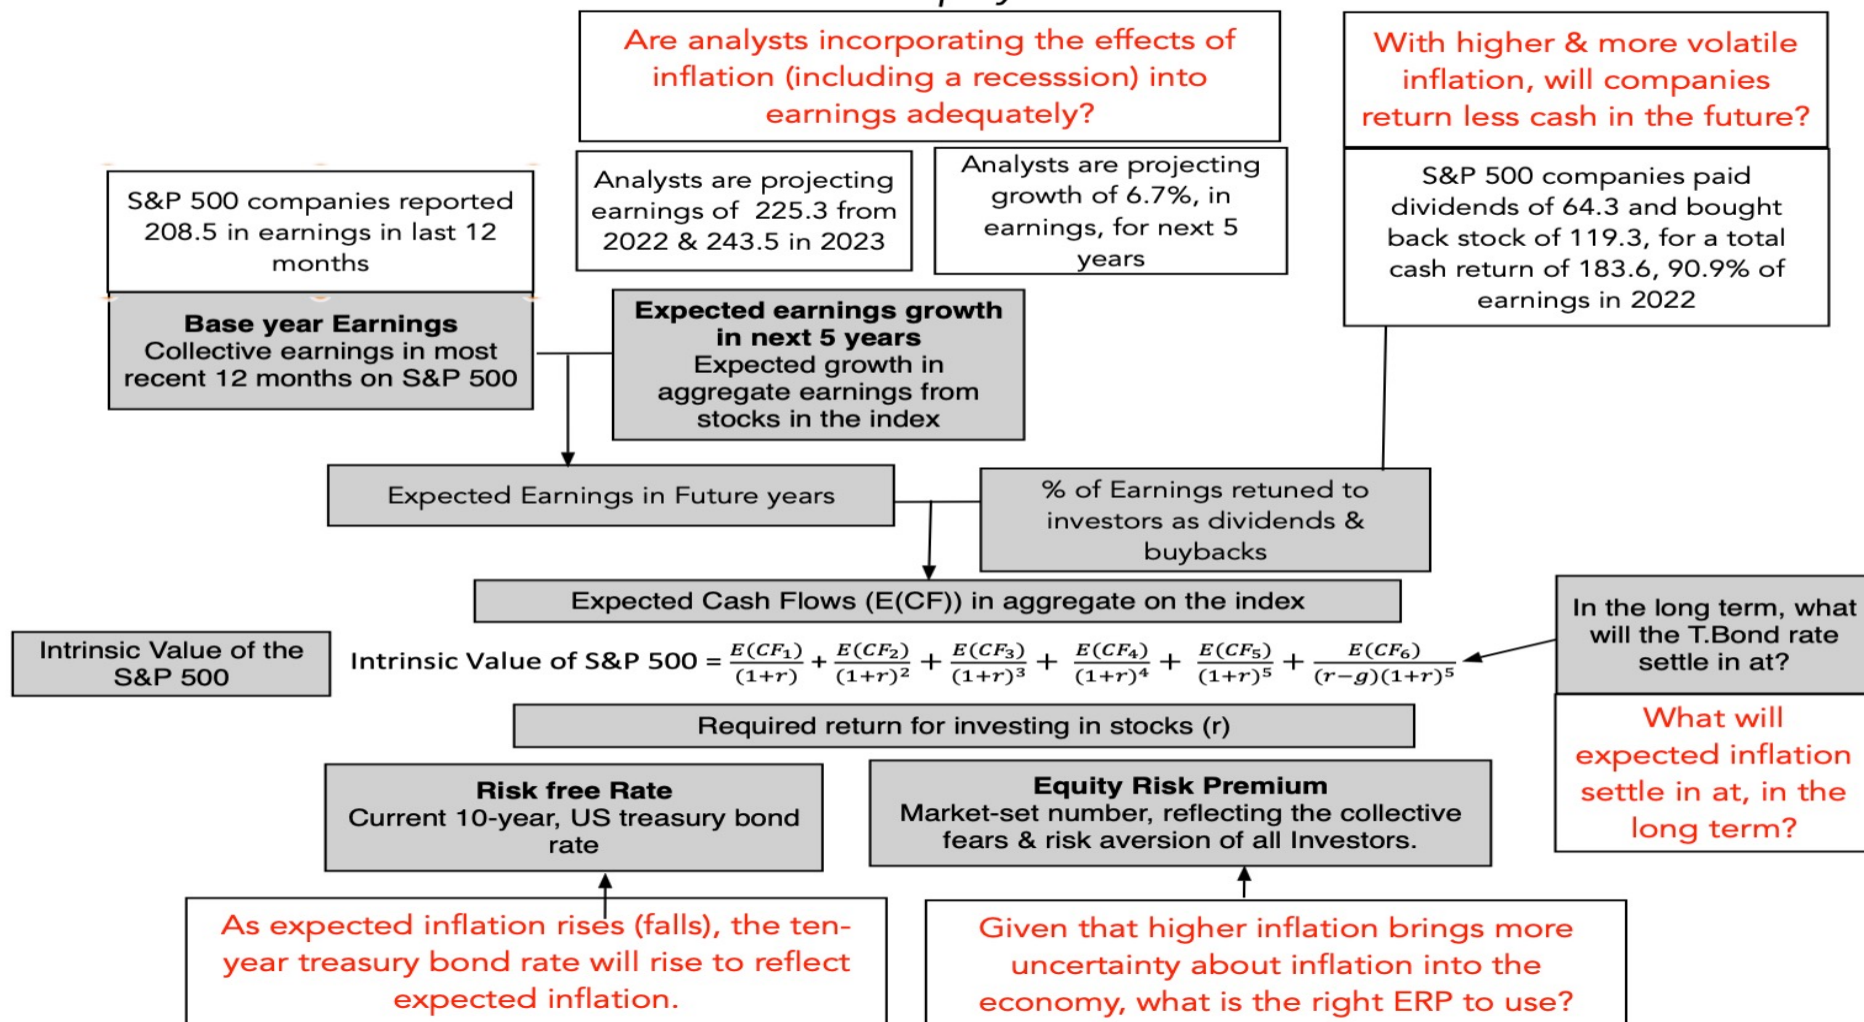 Are analysts incorporating the effects of
inflation (including a recesssion) into
earnings adequately?
With higher & more volatile
inflation, will companies
return less cash in the future?
S&P 500 companies reported
208.5 in earnings in last 12
months
Analysts are projecting
earnings of 225.3 from
2022 & 243.5 in 2023
Analysts are projecting
growth of 6.7%, in
earnings, for next 5
years
S&P 500 companies paid
dividends of 64.3 and bought
back stock of 119.3, for a total
cash return of 183.6, 90.9% of
earnings in 2022
Base year Earnings
Collective earnings in most
recent 12 months on S&P 500
Expected earnings growth
in next 5 years
Expected growth in
aggregate earnings from
stocks in the index
Expected Earnings in Future years
% of Earnings retuned to
investors as dividends &
buybacks
Expected Cash Flows (E(CF)) in aggregate on the index
In the long term, what
will the T.Bond rate
settle in at?
Intrinsic Value of the
S&P 500
Intrinsic Value of S&P 500 = E(CF₁)/(1+r) + E(CF₂)/(1+r)² + E(CF₃)/(1+r)³ + E(CF₄)/(1+r)⁴ + E(CF₅)/(1+r)⁵ + E(CF₆)/(r−g)(1+r)⁵
What will
expected inflation
settle in at, in the
long term?
Required return for investing in stocks (r)
Risk free Rate
Current 10-year, US treasury bond
rate
Equity Risk Premium
Market-set number, reflecting the collective
fears & risk aversion of all Investors.
As expected inflation rises (falls), the ten-
year treasury bond rate will rise to reflect
expected inflation.
Given that higher inflation brings more
uncertainty about inflation into the
economy, what is the right ERP to use?